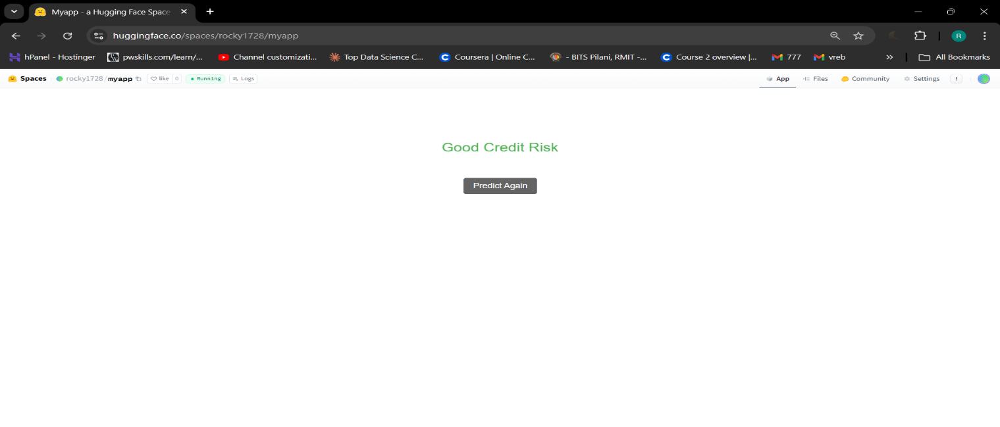 Myapp - a Hugging Face Space
huggingface.co/spaces/rocky1728/myapp
R
hPanel - Hostinger pwskills.com/learn/... Channel customizati... Top Data Science C... Coursera | Online C... - BITS Pilani, RMIT -... Course 2 overview |... 777 vreb » All Bookmarks
Spaces rocky1728/myapp like 0 Running Logs App Files Community Settings
Good Credit Risk
Predict Again